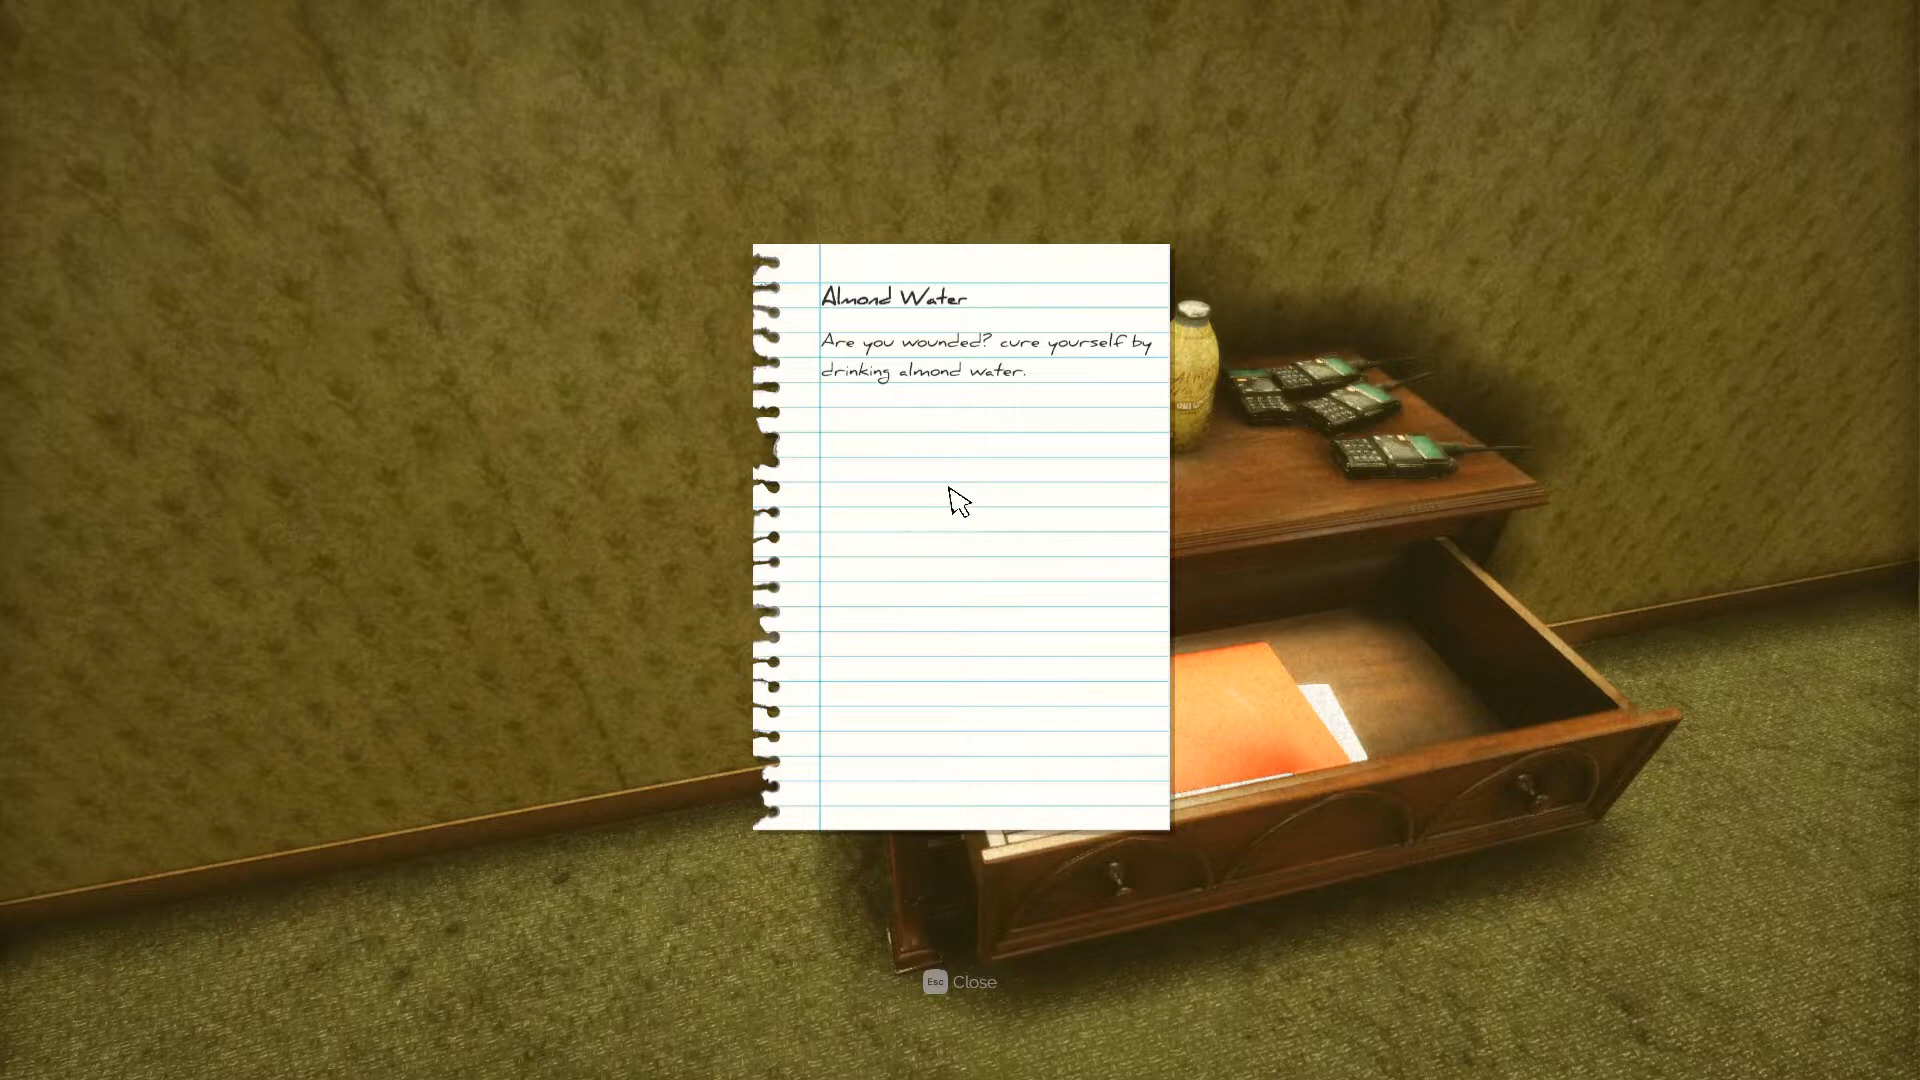 Almond Water
Are you wounded? cure yourself by
drinking almond water.
Esc Close